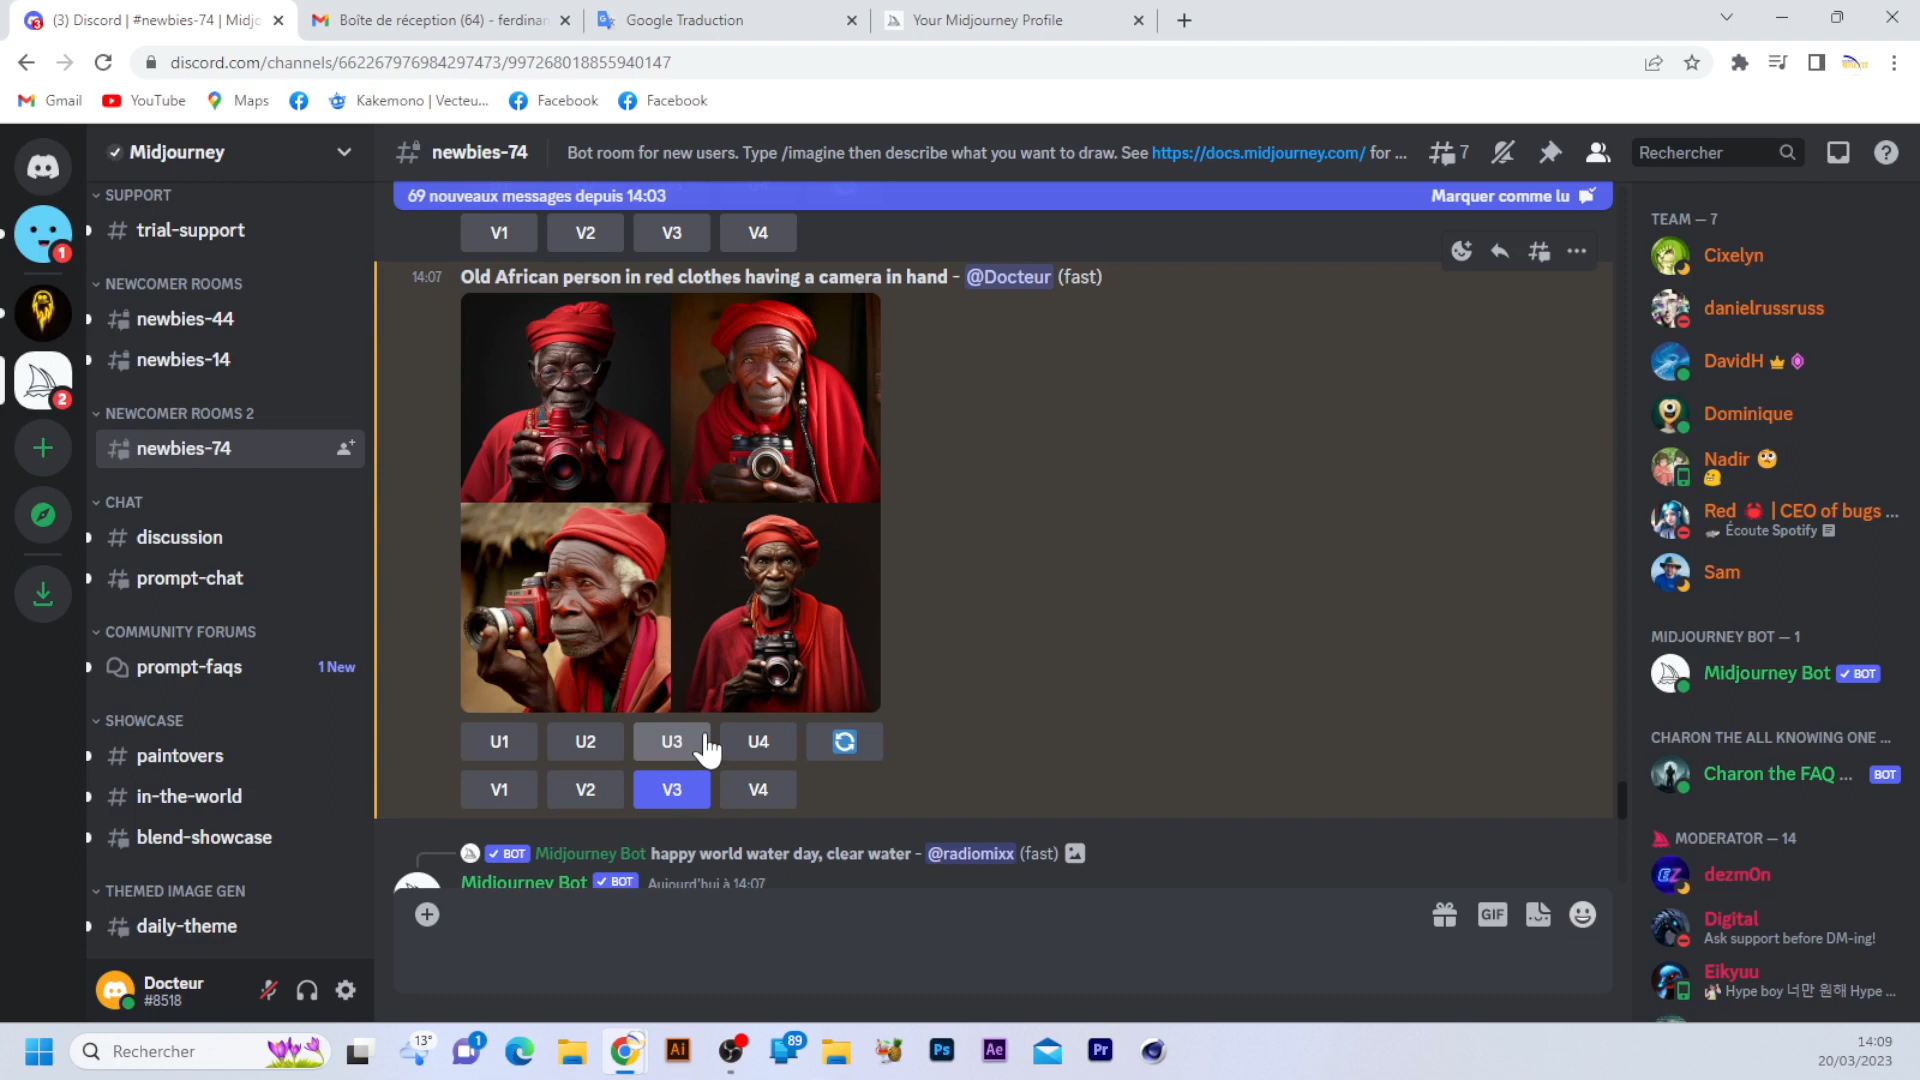 (3) Discord | #newbies-74 | Midjo
Boîte de réception (64) - ferdinan
Google Traduction
Your Midjourney Profile
discord.com/channels/662267976984297473/997268018855940147
Gmail
YouTube
Maps
Kakemono | Vecteu...
Facebook
Facebook
Midjourney
newbies-74
Bot room for new users. Type /imagine then describe what you want to draw. See https://docs.midjourney.com/ for ...
7
Rechercher
69 nouveaux messages depuis 14:03
Marquer comme lu
SUPPORT
trial-support
NEWCOMER ROOMS
newbies-44
newbies-14
NEWCOMER ROOMS 2
newbies-74
CHAT
discussion
prompt-chat
COMMUNITY FORUMS
prompt-faqs
1 New
SHOWCASE
paintovers
in-the-world
blend-showcase
THEMED IMAGE GEN
daily-theme
Docteur
#8518
1
2
V1 V2 V3 V4
14:07 Old African person in red clothes having a camera in hand - @Docteur (fast)
U1 U2 U3 U4
V1 V2 V3 V4
BOT Midjourney Bot happy world water day, clear water - @radiomixx (fast)
Midjourney Bot BOT Aujourd'hui à 14:07
GIF
TEAM — 7
Cixelyn
danielrussruss
DavidH
Dominique
Nadir
Red | CEO of bugs ...
Écoute Spotify
Sam
MIDJOURNEY BOT — 1
Midjourney Bot BOT
CHARON THE ALL KNOWING ONE ...
Charon the FAQ ... BOT
MODERATOR — 14
dezm0n
Digital
Ask support before DM-ing!
Eikyuu
Hype boy 너만 원해 Hype ...
Rechercher
13°
1
Ai
89
Ps
Ae
Pr
14:09
20/03/2023